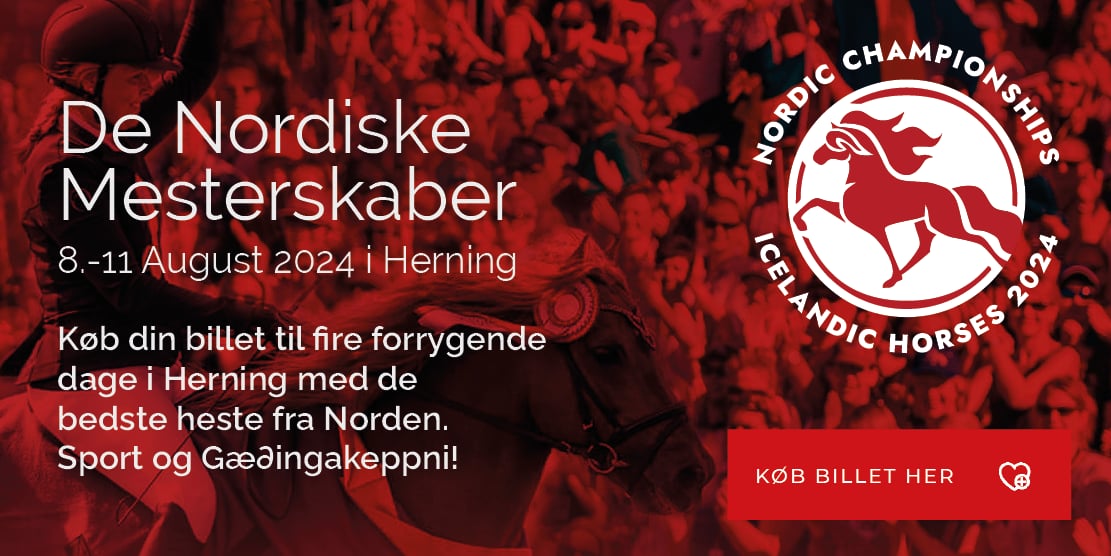 De Nordiske
Mesterskaber
8.-11 August 2024 i Herning
Køb din billet til fire forrygende
dage i Herning med de
bedste heste fra Norden.
Sport og Gæðingakeppni!
NORDIC CHAMPIONSHIPS
ICELANDIC HORSES 2024
KØB BILLET HER